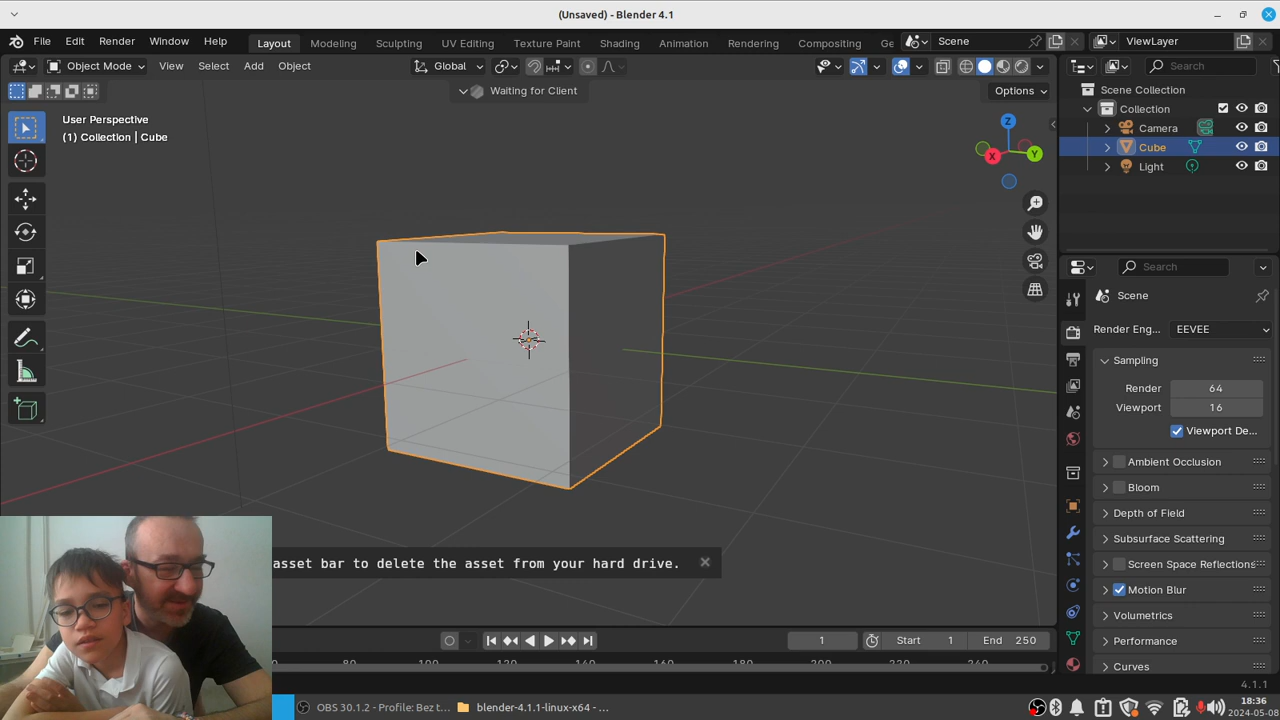 (Unsaved) - Blender 4.1
File Edit Render Window Help Layout Modeling Sculpting UV Editing Texture Paint Shading Animation Rendering Compositing Ge Scene ViewLayer
Object Mode View Select Add Object Global Search
Waiting for Client Options
User Perspective
(1) Collection | Cube
Z
Y
X
Scene Collection
Collection
Camera
Cube
Light
Search
Scene
Render Eng... EEVEE
Sampling
Render 64
Viewport 16
Viewport De...
Ambient Occlusion
Bloom
Depth of Field
Subsurface Scattering
Screen Space Reflections
Motion Blur
Volumetrics
Performance
Curves
asset bar to delete the asset from your hard drive.
1 Start 1 End 250
80 100 120 140 160 180 200 220 240
4.1.1
OBS 30.1.2 - Profile: Bez t... blender-4.1.1-linux-x64 - ...
18:36
2024-05-08